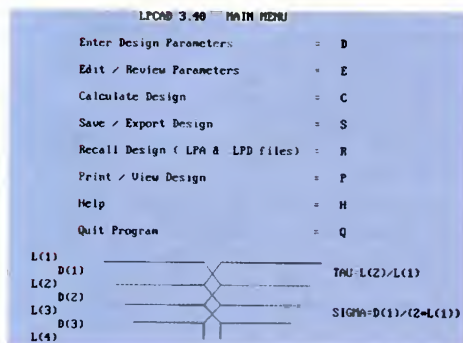 LPCAD 3.40 MAIN MENU
Enter Design Parameters = D
Edit / Review Parameters = E
Calculate Design = C
Save / Export Design = S
Recall Design ( LPA & LPD files) = R
Print / View Design = P
Help = H
Quit Program = Q
L(1)
D(1)
TAU=L(2)/L(1)
L(2)
D(2)
L(3)
SIGMA=D(1)/(2*L(1))
D(3)
L(4)